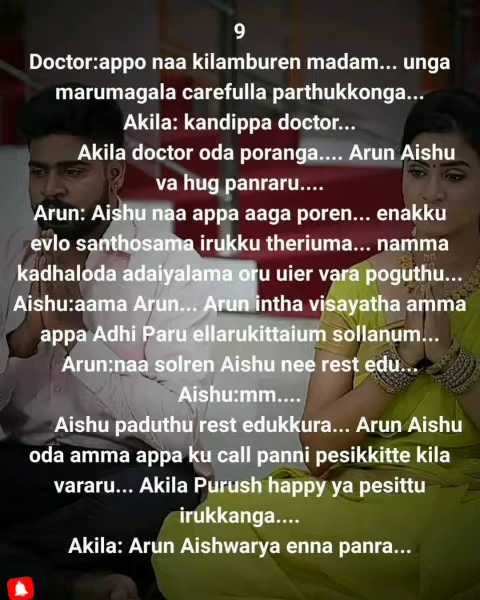 9
Doctor:appo naa kilamburen madam... unga
marumagala carefulla parthukkonga...
Akila: kandippa doctor...
Akila doctor oda poranga.... Arun Aishu
va hug panraru....
Arun: Aishu naa appa aaga poren... enakku
evlo santhosama irukku theriuma... namma
kadhaloda adaiyalama oru uier vara poguthu...
Aishu:aama Arun... Arun intha visayatha amma
appa Adhi Paru ellarukittaium sollanum...
Arun:naa solren Aishu nee rest edu...
Aishu:mm....
Aishu paduthu rest edukkura... Arun Aishu
oda amma appa ku call panni pesikkitte kila
vararu... Akila Purush happy ya pesittu
irukkanga....
Akila: Arun Aishwarya enna panra...